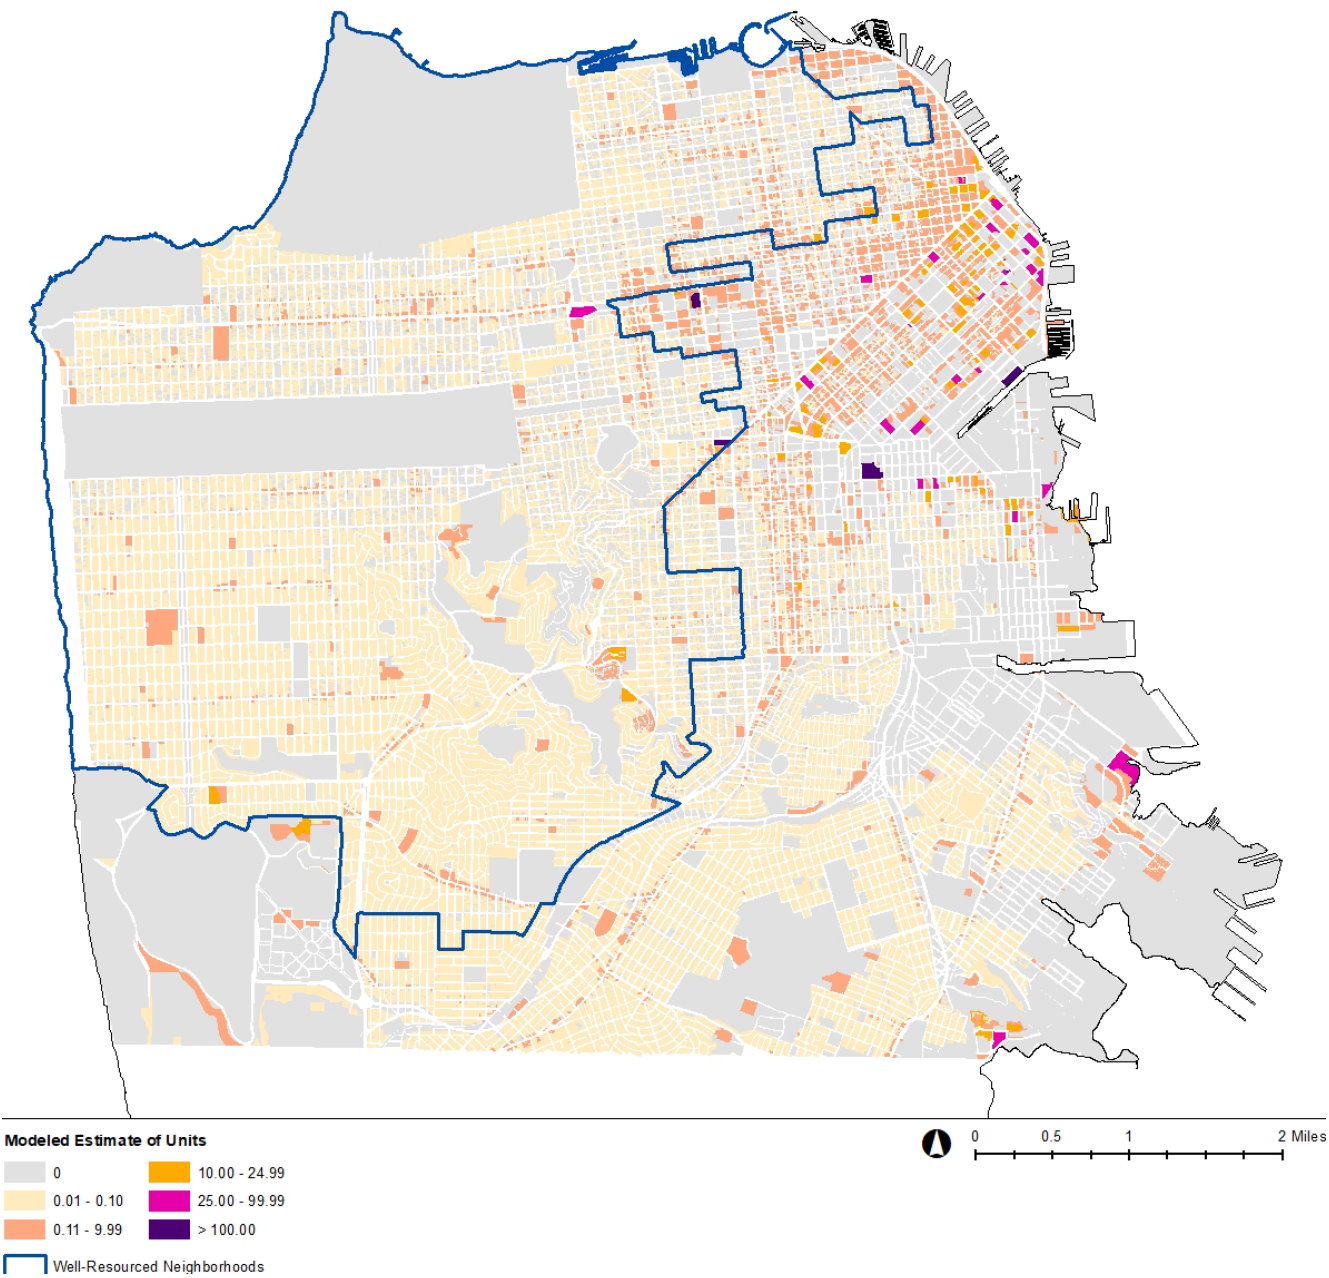 Modeled Estimate of Units
0
0.01 - 0.10
0.11 - 9.99
10.00 - 24.99
25.00 - 99.99
> 100.00
Well-Resourced Neighborhoods
0 0.5 1 2 Miles